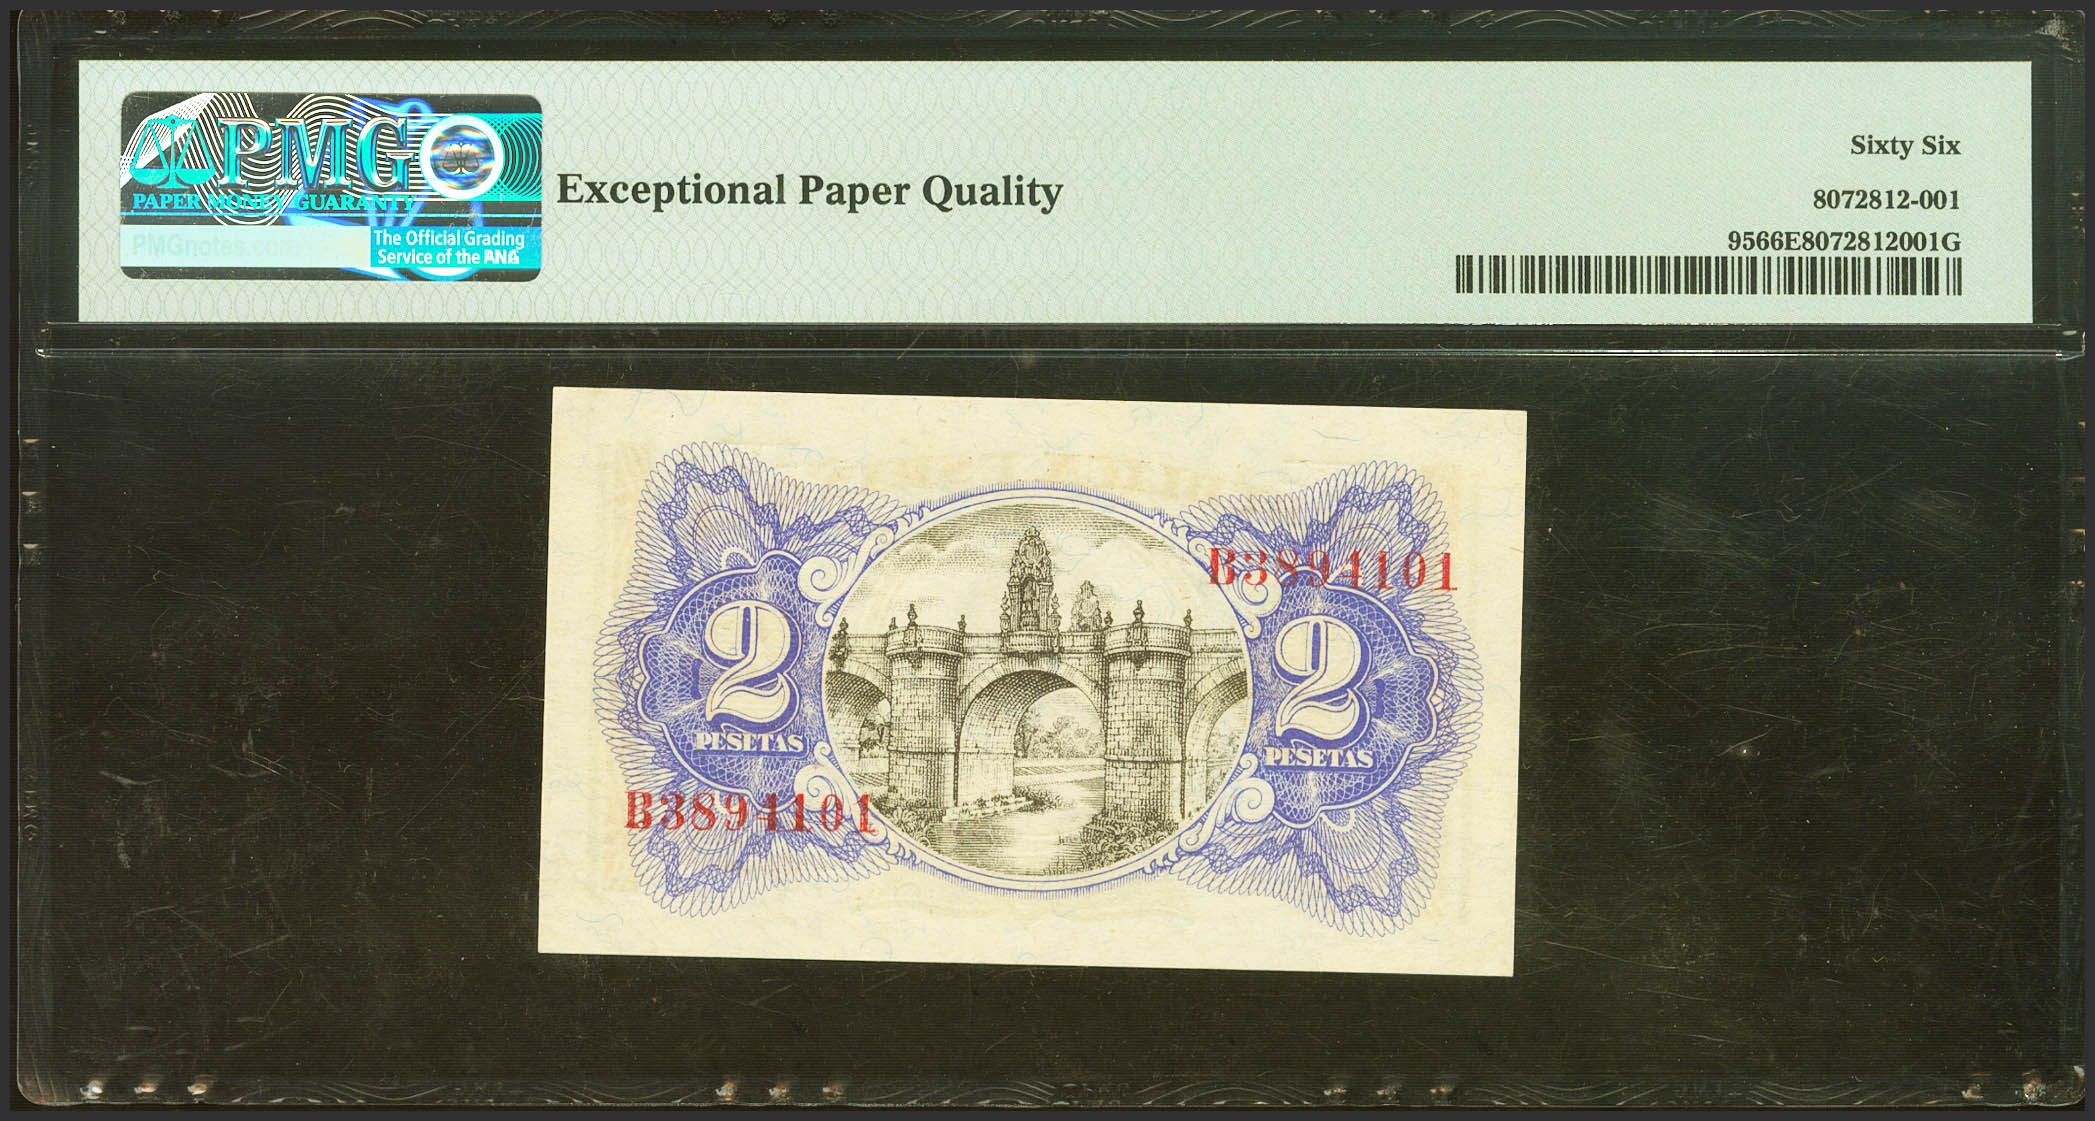 PMG
PAPER MONEY GUARANTY
PMGnotes.com
The Official Grading
Service of the ANA
Exceptional Paper Quality
Sixty Six
8072812-001
9566E8072812001G
B3894101
2
PESETAS
2
PESETAS
B3894101